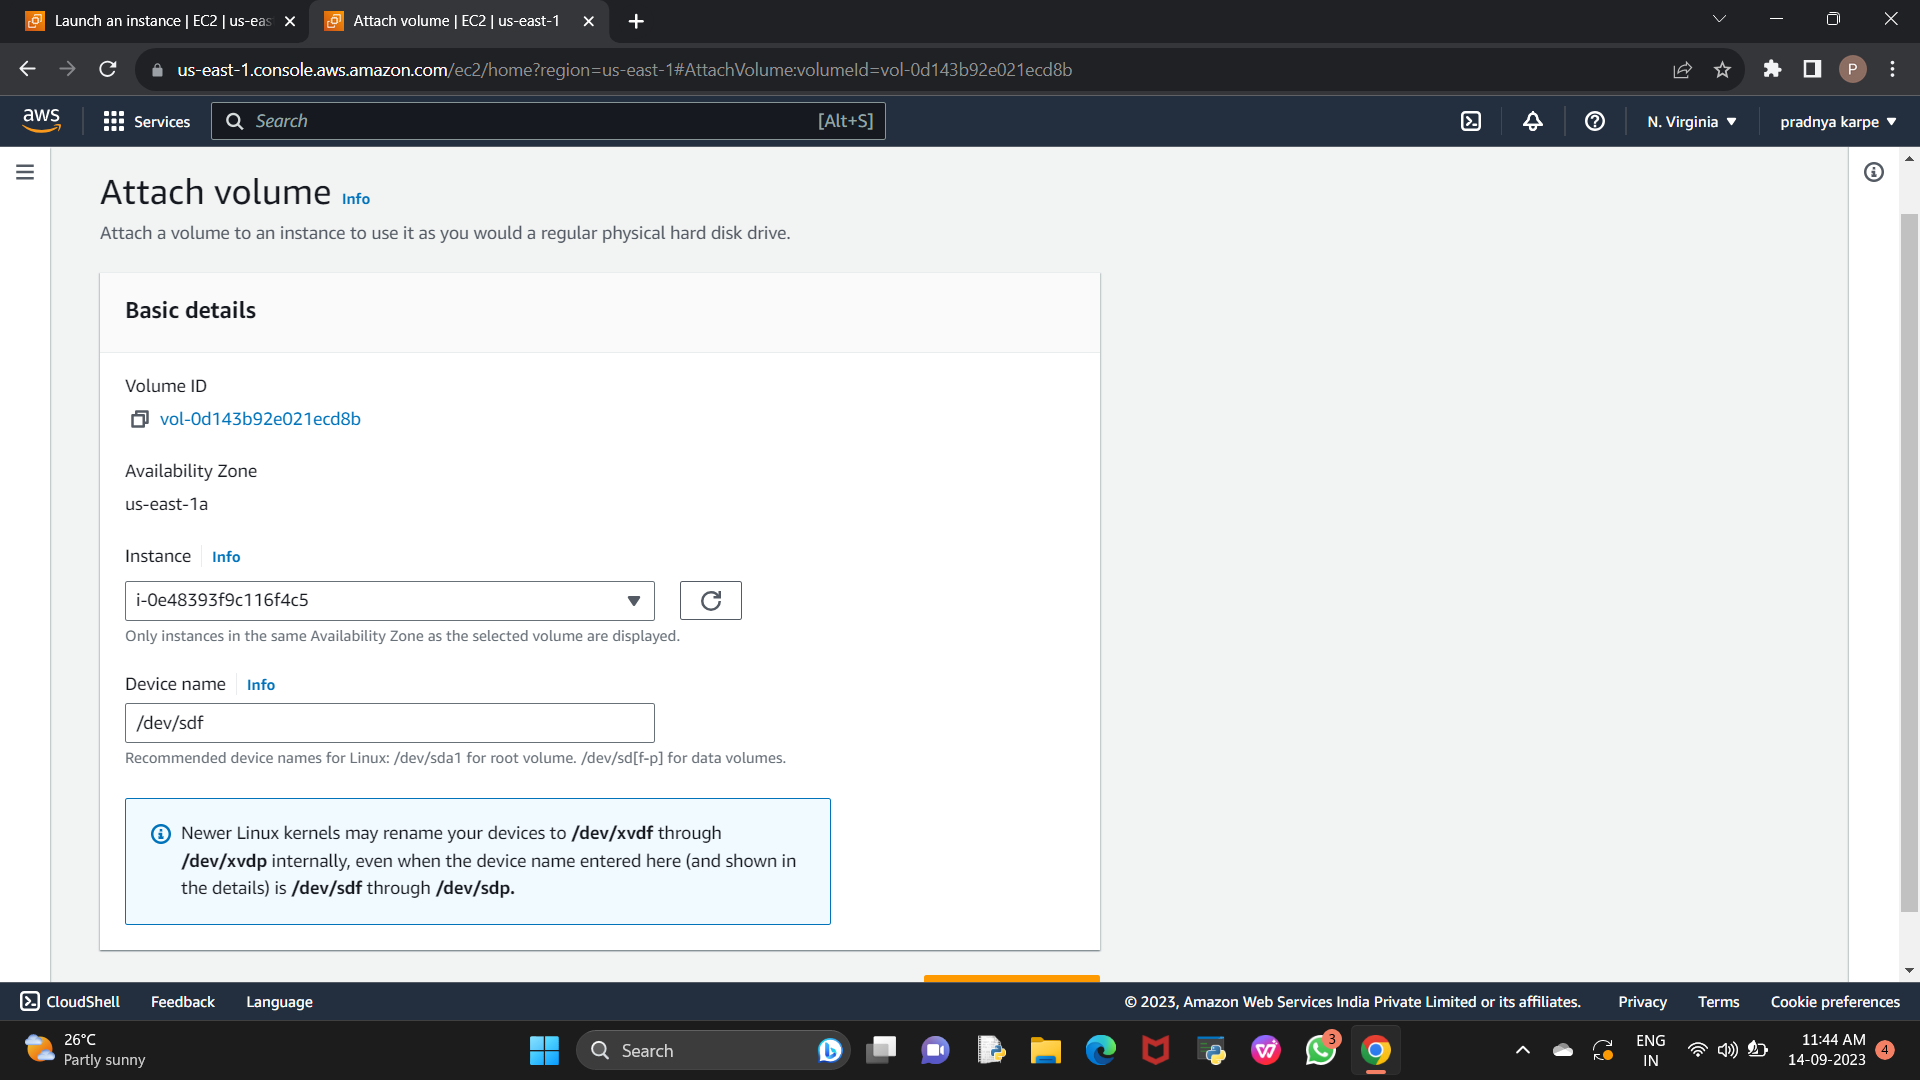 Launch an instance | EC2 | us-eas
Attach volume | EC2 | us-east-1
us-east-1.console.aws.amazon.com/ec2/home?region=us-east-1#AttachVolume:volumeId=vol-0d143b92e021ecd8b
P
aws
Services
Search
[Alt+S]
N. Virginia
pradnya karpe
Attach volume Info
Attach a volume to an instance to use it as you would a regular physical hard disk drive.
Basic details
Volume ID
vol-0d143b92e021ecd8b
Availability Zone
us-east-1a
Instance Info
i-0e48393f9c116f4c5
Only instances in the same Availability Zone as the selected volume are displayed.
Device name Info
/dev/sdf
Recommended device names for Linux: /dev/sda1 for root volume. /dev/sd[f-p] for data volumes.
Newer Linux kernels may rename your devices to /dev/xvdf through
/dev/xvdp internally, even when the device name entered here (and shown in
the details) is /dev/sdf through /dev/sdp.
CloudShell
Feedback
Language
© 2023, Amazon Web Services India Private Limited or its affiliates.
Privacy
Terms
Cookie preferences
26°C
Partly sunny
Search
3
ENG
IN
11:44 AM
14-09-2023
4